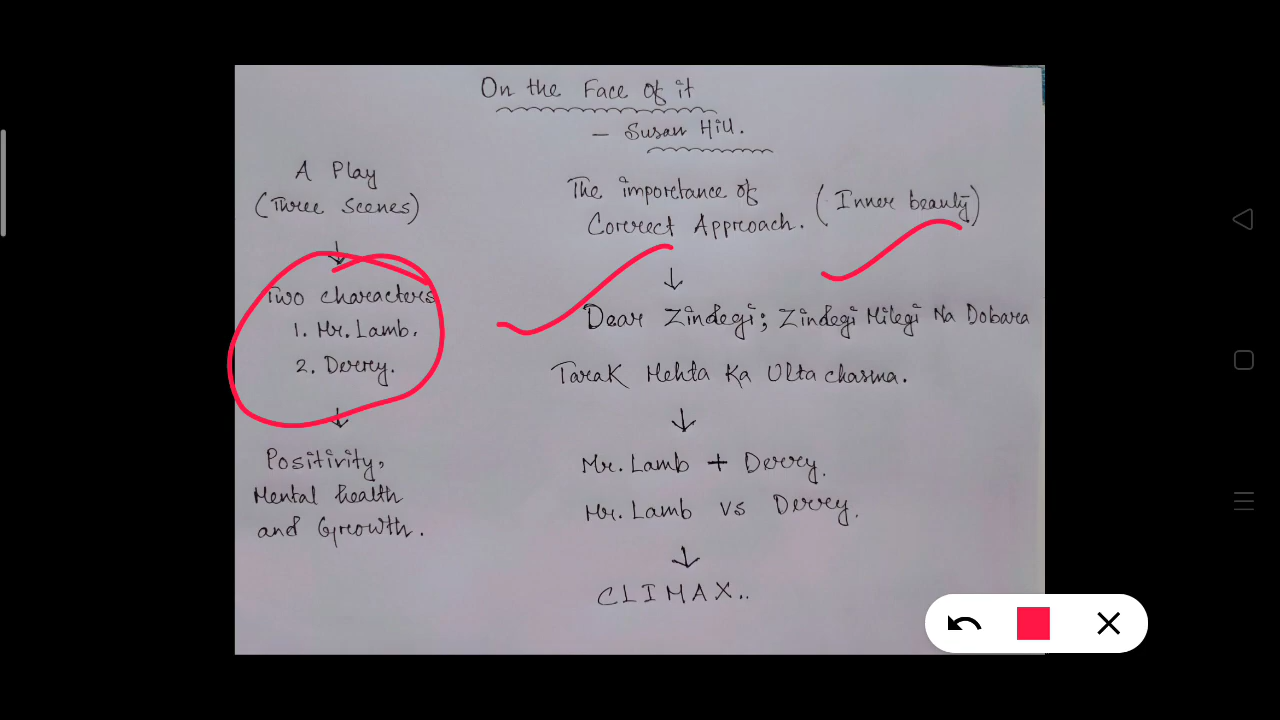 On the Face of it
- Susan Hill.
A Play
(Three Scenes)
Two characters
1. Mr. Lamb.
2. Derry.
Positivity,
Mental health
and Growth.
The importance of
Correct Approach. (Inner beauty)
Dear Zindegi; Zindegi Milegi Na Dobara
Tarak Mehta Ka Ulta chasma.
Mr. Lamb + Derry.
Mr. Lamb vs Derry.
CLIMAX..